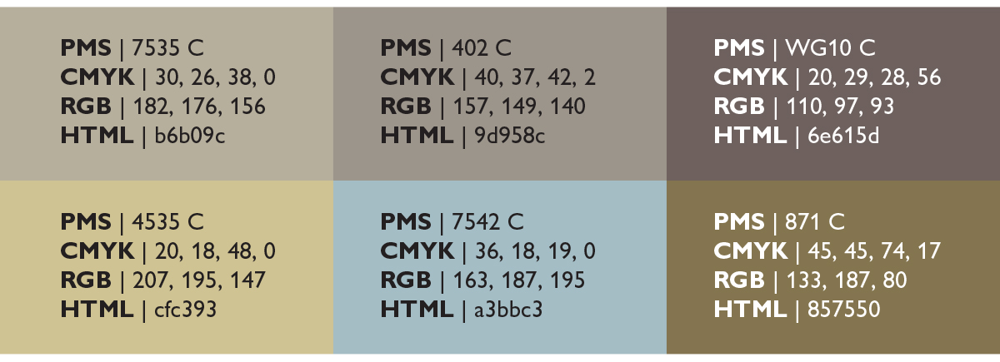 PMS | 7535 C
CMYK | 30, 26, 38, 0
RGB | 182, 176, 156
HTML | b6b09c
PMS | 402 C
CMYK | 40, 37, 42, 2
RGB | 157, 149, 140
HTML | 9d958c
PMS | WG10 C
CMYK | 20, 29, 28, 56
RGB | 110, 97, 93
HTML | 6e615d
PMS | 4535 C
CMYK | 20, 18, 48, 0
RGB | 207, 195, 147
HTML | cfc393
PMS | 7542 C
CMYK | 36, 18, 19, 0
RGB | 163, 187, 195
HTML | a3bbc3
PMS | 871 C
CMYK | 45, 45, 74, 17
RGB | 133, 187, 80
HTML | 857550